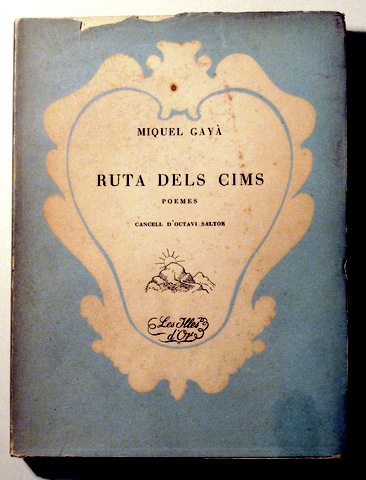 MIQUEL GAYÀ
RUTA DELS CIMS
POEMES
CANCELL D'OCTAVI SALTOR
Les Illes
d'Or